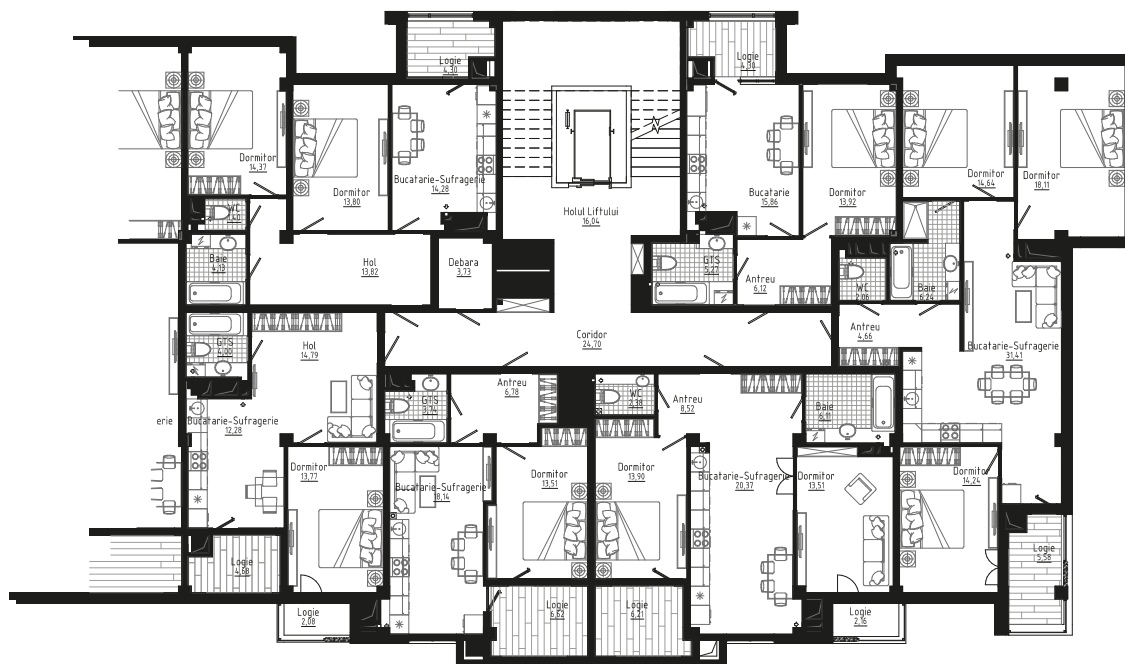 Logie
4,30
Logie
4,30
Dormitor
14,37
Dormitor
13,80
Bucatarie-Sufragerie
14,28
Holul Liftului
16,04
Bucatarie
15,86
Dormitor
13,92
Dormitor
14,64
Dormitor
18,11
WC
1,40
Baie
4,13
Hol
13,82
Debara
3,73
GTS
5,27
Antreu
6,12
WC
2,06
Baie
6,24
GTS
4,00
Hol
14,79
Coridor
24,70
Antreu
4,66
Bucatarie-Sufragerie
31,41
erie
Bucatarie-Sufragerie
12,28
GTS
3,74
Antreu
6,78
WC
2,38
Antreu
8,52
Baie
6,11
Dormitor
13,77
Bucatarie-Sufragerie
18,14
Dormitor
13,51
Dormitor
13,90
Bucatarie-Sufragerie
20,37
Dormitor
13,51
Dormitor
14,24
Logie
4,68
Logie
5,58
Logie
2,08
Logie
6,62
Logie
6,21
Logie
2,16